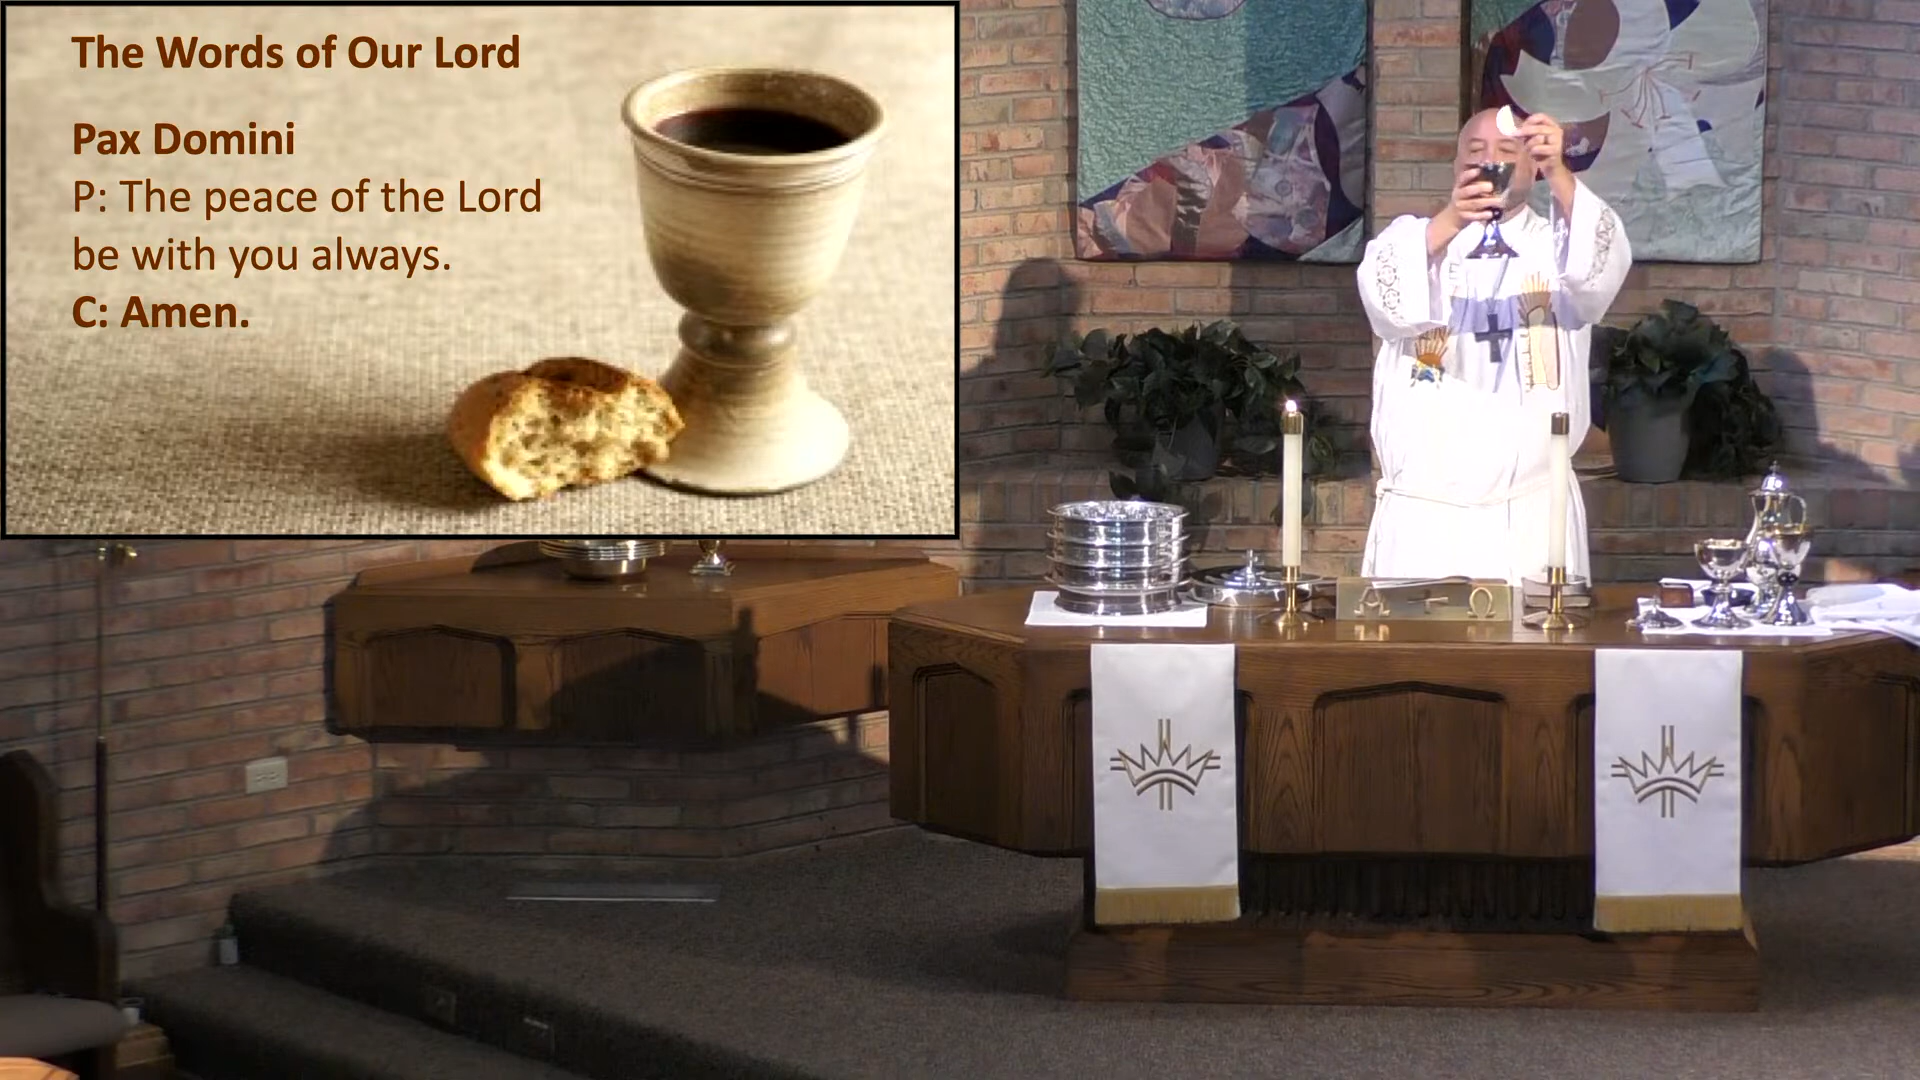 The Words of Our Lord
Pax Domini
P: The peace of the Lord
be with you always.
C: Amen.
Α Ω